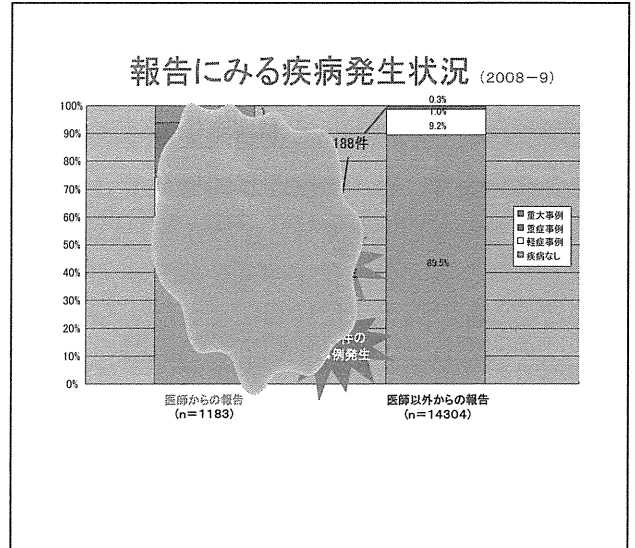 報告にみる疾病発生状況 (2008-9)
100%
90%
80%
70%
60%
50%
40%
30%
20%
10%
0%
188件
件の
例発生
0.3%
1.0%
9.2%
89.5%
重大事例
重症事例
軽症事例
疾病なし
医師からの報告
(n=1183)
医師以外からの報告
(n=14304)